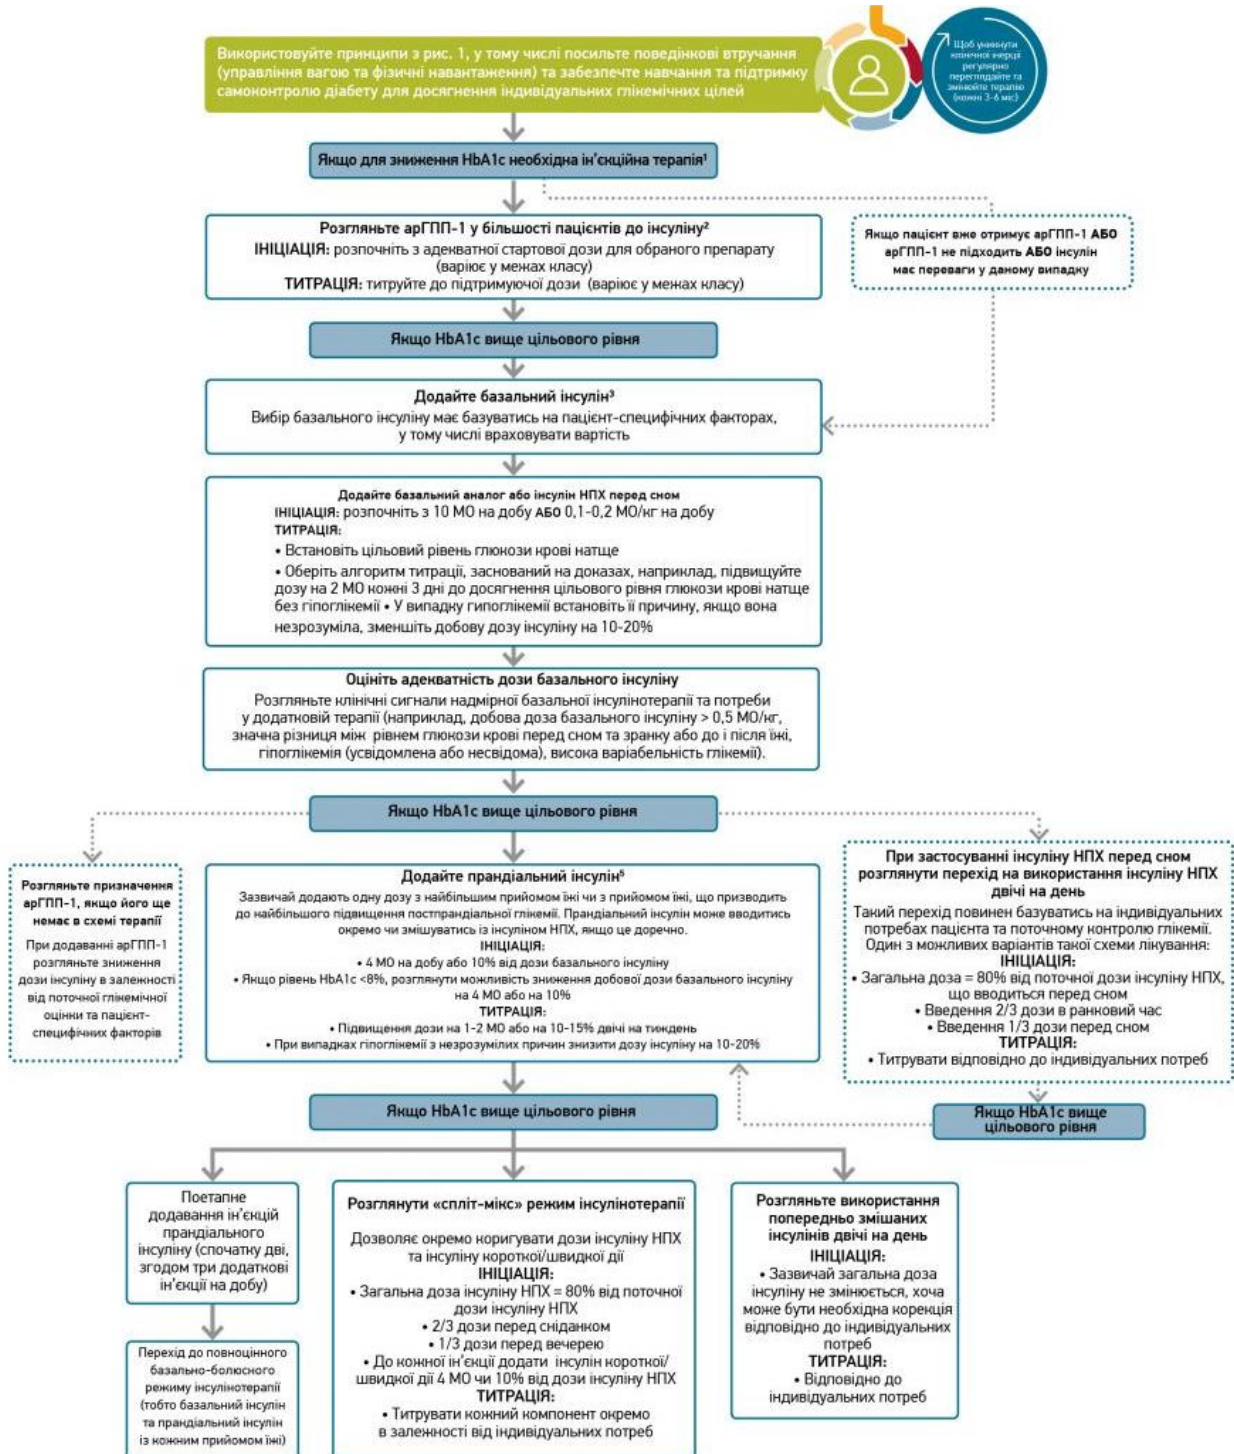 Використовуйте принципи з рис. 1, у тому числі посильте поведінкові втручання
(управління вагою та фізичні навантаження) та забезпечте навчання та підтримку
самоконтролю діабету для досягнення індивідуальних глікемічних цілей
Щоб уникнути
клінічної інерції
регулярно
переглядайте та
змінюйте терапію
(кожні 3-6 міс)
Якщо для зниження HbA1c необхідна ін’єкційна терапія¹
Розгляньте арГПП-1 у більшості пацієнтів до інсуліну²
ІНІЦІАЦІЯ: розпочніть з адекватної стартової дози для обраного препарату
(варіює у межах класу)
ТИТРАЦІЯ: титруйте до підтримуючої дози (варіює у межах класу)
Якщо пацієнт вже отримує арГПП-1 АБО
арГПП-1 не підходить АБО інсулін
має переваги у даному випадку
Якщо HbA1c вище цільового рівня
Додайте базальний інсулін³
Вибір базального інсуліну має базуватись на пацієнт-специфічних факторах,
у тому числі враховувати вартість
Додайте базальний аналог або інсулін НПХ перед сном
ІНІЦІАЦІЯ: розпочніть з 10 МО на добу АБО 0,1-0,2 МО/кг на добу
ТИТРАЦІЯ:
• Встановіть цільовий рівень глюкози крові натще
• Оберіть алгоритм титрації, заснований на доказах, наприклад, підвищуйте
дозу на 2 МО кожні 3 дні до досягнення цільового рівня глюкози крові натще
без гіпоглікемії • У випадку гипоглікемії встановіть її причину, якщо вона
незрозуміла, зменшіть добову дозу інсуліну на 10-20%
Оцініть адекватність дози базального інсуліну
Розгляньте клінічні сигнали надмірної базальної інсулінотерапії та потреби
у додатковій терапії (наприклад, добова доза базального інсуліну > 0,5 МО/кг,
значна різниця між рівнем глюкози крові перед сном та зранку або до і після їжі,
гіпоглікемія (усвідомлена або несвідома), висока варіабельність глікемії).
Якщо HbA1c вище цільового рівня
Розгляньте призначення
арГПП-1, якщо його ще
немає в схемі терапії
При додаванні арГПП-1
розгляньте зниження
дози інсуліну в залежності
від поточної глікемічної
оцінки та пацієнт-
специфічних факторів
Додайте прандіальний інсулін⁵
Зазвичай додають одну дозу з найбільшим прийомом їжі чи з прийомом їжі, що призводить
до найбільшого підвищення постпрандіальної глікемії. Прандіальний інсулін може вводитись
окремо чи змішуватись із інсуліном НПХ, якщо це доречно.
ІНІЦІАЦІЯ:
• 4 МО на добу або 10% від дози базального інсуліну
• Якщо рівень HbA1c <8%, розглянути можливість зниження добової дози базального інсуліну
на 4 МО або на 10%
ТИТРАЦІЯ:
• Підвищення дози на 1-2 МО або на 10-15% двічі на тиждень
• При випадках гіпоглікемії з незрозумілих причин знизити дозу інсуліну на 10-20%
При застосуванні інсуліну НПХ перед сном
розглянути перехід на використання інсуліну НПХ
двічі на день
Такий перехід повинен базуватись на індивідуальних
потребах пацієнта та поточному контролю глікемії.
Один з можливих варіантів такої схеми лікування:
ІНІЦІАЦІЯ:
• Загальна доза = 80% від поточної дози інсуліну НПХ,
що вводиться перед сном
• Введення 2/3 дози в ранковий час
• Введення 1/3 дози перед сном
ТИТРАЦІЯ:
• Титрувати відповідно до індивідуальних потреб
Якщо HbA1c вище цільового рівня
Якщо HbA1c вище
цільового рівня
Поетапне
додавання ін’єкцій
прандіального
інсуліну (спочатку дві,
згодом три додаткові
ін’єкції на добу)
Перехід до повноцінного
базально-болюсного
режиму інсулінотерапії
(тобто базальний інсулін
та прандіальний інсулін
із кожним прийомом їжі)
Розглянути «спліт-мікс» режим інсулінотерапії
Дозволяє окремо коригувати дози інсуліну НПХ
та інсуліну короткої/швидкої дії
ІНІЦІАЦІЯ:
• Загальна доза інсуліну НПХ = 80% від поточної
дози інсуліну НПХ
• 2/3 дози перед сніданком
• 1/3 дози перед вечерею
• До кожної ін’єкції додати інсулін короткої/
швидкої дії 4 МО чи 10% від дози інсуліну НПХ
ТИТРАЦІЯ:
• Титрувати кожний компонент окремо
в залежності від індивідуальних потреб
Розгляньте використання
попередньо змішаних
інсулінів двічі на день
ІНІЦІАЦІЯ:
• Зазвичай загальна доза
інсуліну не змінюється, хоча
може бути необхідна корекція
відповідно до індивідуальних
потреб
ТИТРАЦІЯ:
• Відповідно до
індивідуальних потреб